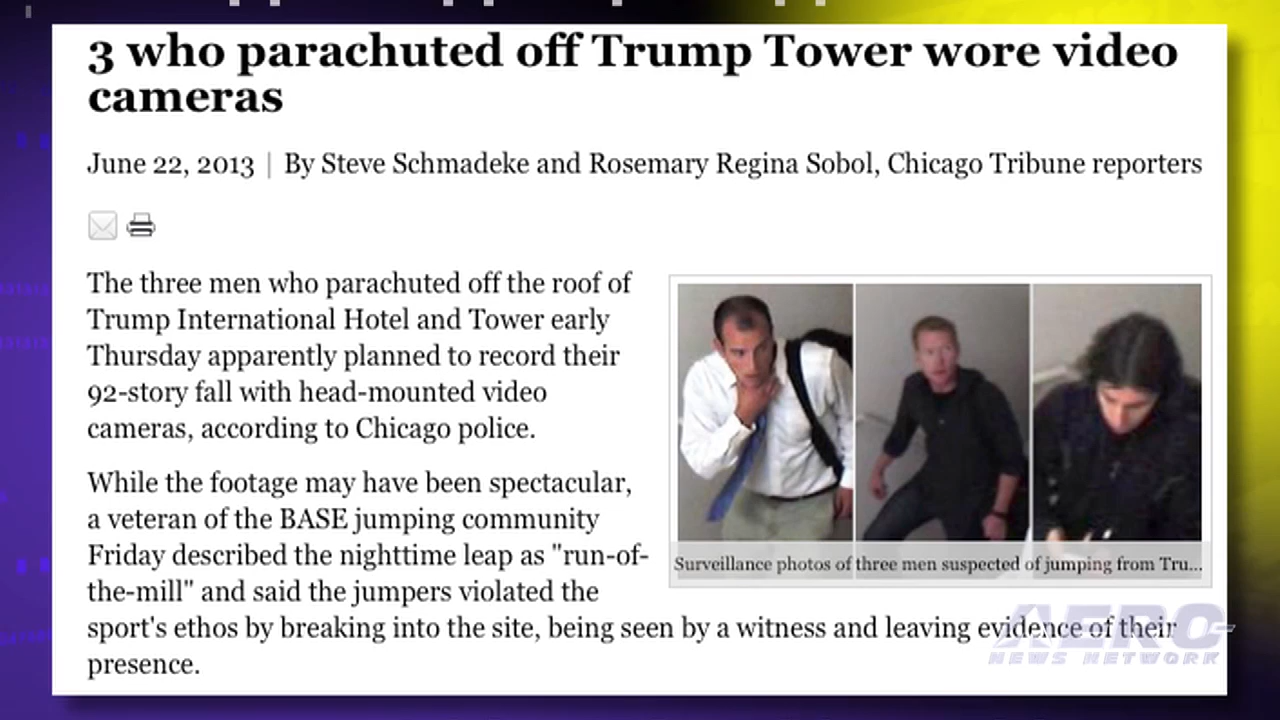 3 who parachuted off Trump Tower wore video
cameras
June 22, 2013 | By Steve Schmadeke and Rosemary Regina Sobol, Chicago Tribune reporters
The three men who parachuted off the roof of
Trump International Hotel and Tower early
Thursday apparently planned to record their
92-story fall with head-mounted video
cameras, according to Chicago police.
While the footage may have been spectacular,
a veteran of the BASE jumping community
Friday described the nighttime leap as "run-of-
the-mill" and said the jumpers violated the
sport's ethos by breaking into the site, being seen by a witness and leaving evidence of their
presence.
Surveillance photos of three men suspected of jumping from Tru...
AERO
NEWS NETWORK